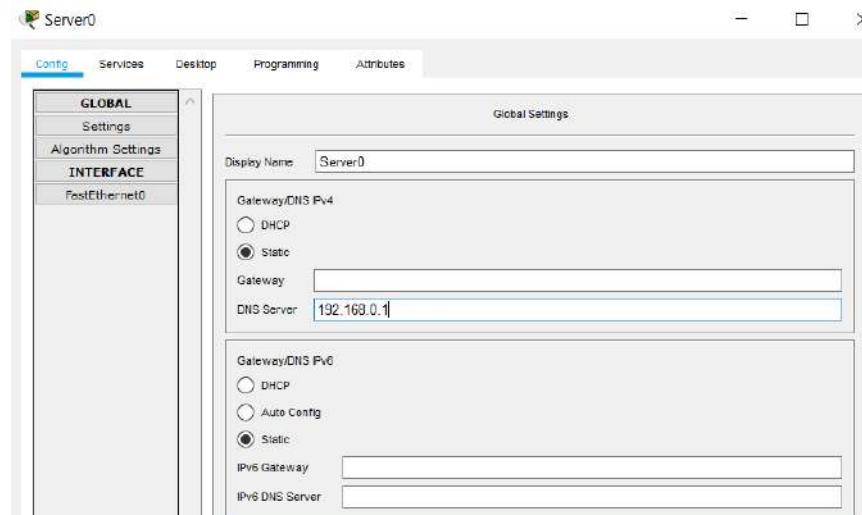 Server0
Config Services Desktop Programming Attributes
GLOBAL
Settings
Algorithm Settings
INTERFACE
FastEthernet0
Global Settings
Display Name Server0
Gateway/DNS IPv4
DHCP
Static
Gateway
DNS Server 192.168.0.1
Gateway/DNS IPv6
DHCP
Auto Config
Static
IPv6 Gateway
IPv6 DNS Server